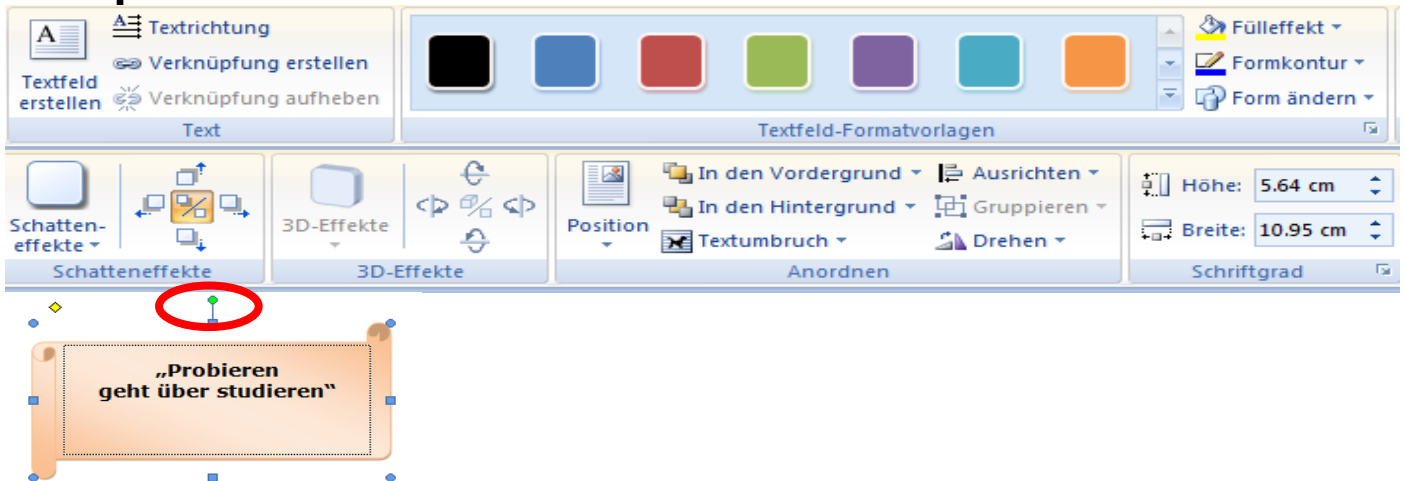 Textfeld
erstellen
Textrichtung
Verknüpfung erstellen
Verknüpfung aufheben
Text
Textfeld-Formatvorlagen
Fülleffekt
Formkontur
Form ändern
Schatten-
effekte
Schatteneffekte
3D-Effekte
3D-Effekte
Position
In den Vordergrund
In den Hintergrund
Textumbruch
Ausrichten
Gruppieren
Drehen
Anordnen
Höhe: 5.64 cm
Breite: 10.95 cm
Schriftgrad
„Probieren
geht über studieren“